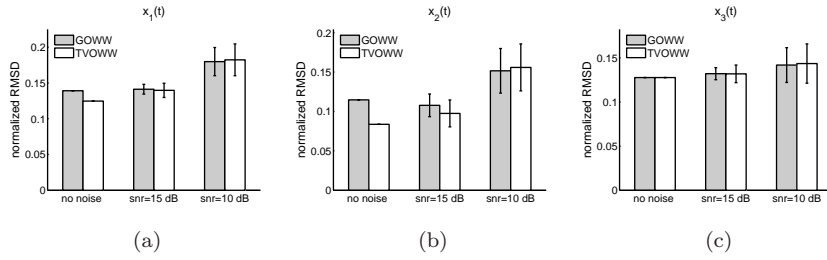 x1(t)
normalized RMSD
0.2
0.15
0.1
0.05
0
GOWW
TVOWW
no noise
snr=15 dB
snr=10 dB
(a)
x2(t)
normalized RMSD
0.2
0.15
0.1
0.05
0
GOWW
TVOWW
no noise
snr=15 dB
snr=10 dB
(b)
x3(t)
normalized RMSD
0.15
0.1
0.05
0
GOWW
TVOWW
no noise
snr=15 dB
snr=10 dB
(c)